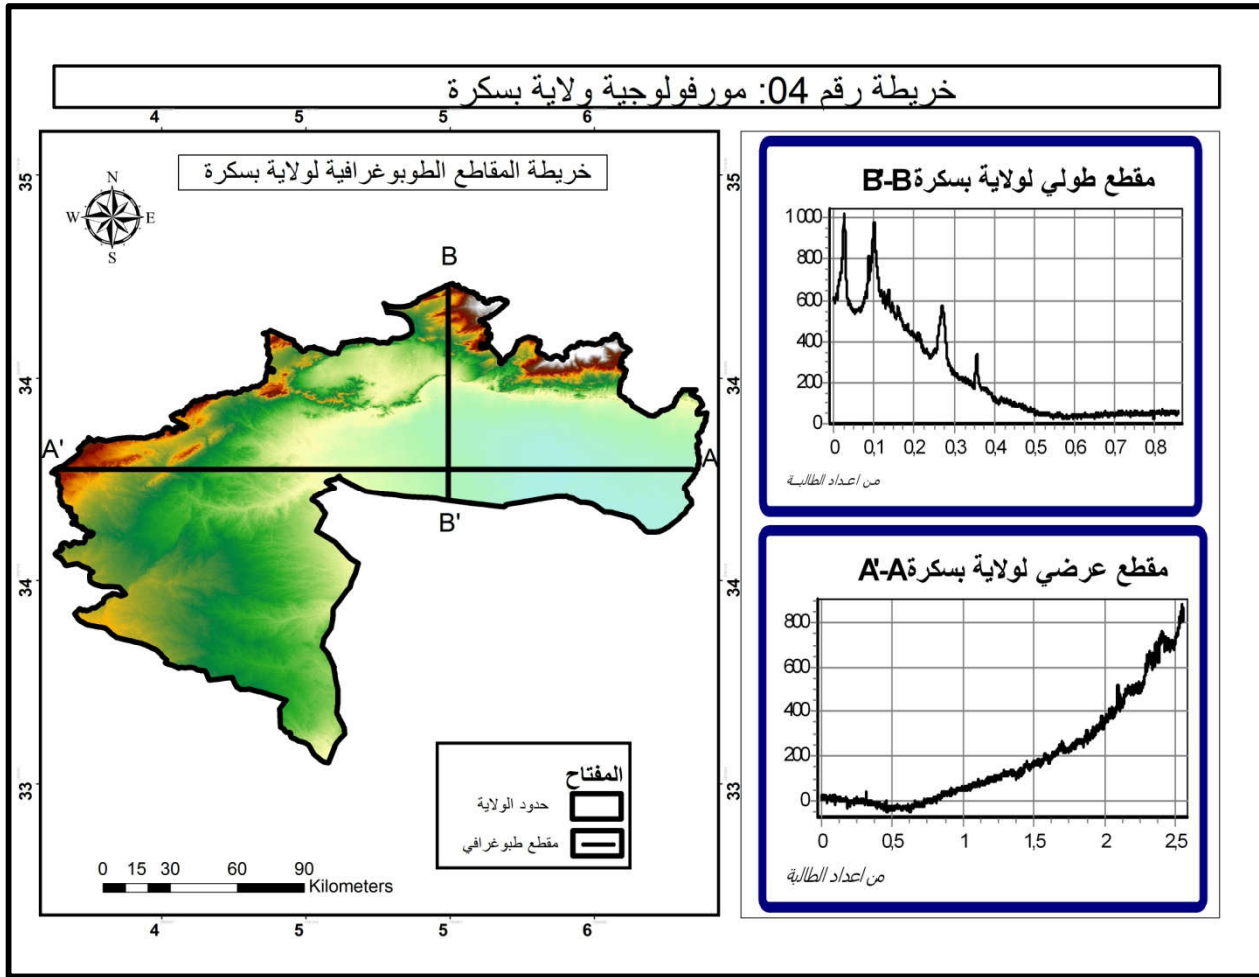 خريطة رقم 04: مورفولوجية ولاية بسكرة
4 5 5 6
خريطة المقاطع الطوبوغرافية لولاية بسكرة
N
W E
S
35 35
34 34
34 34
33 33
B
A' A
B'
المفتاح
حدود الولاية
مقطع طبوغرافي
0 15 30 60 90
Kilometers
4 5 5 6
مقطع طولي لولاية بسكرة B'-B
1000
800
600
400
200
0
0 0,1 0,2 0,3 0,4 0,5 0,6 0,7 0,8
من اعداد الطالبة
مقطع عرضي لولاية بسكرة A'-A
800
600
400
200
0
0 0,5 1 1,5 2 2,5
من اعداد الطالبة